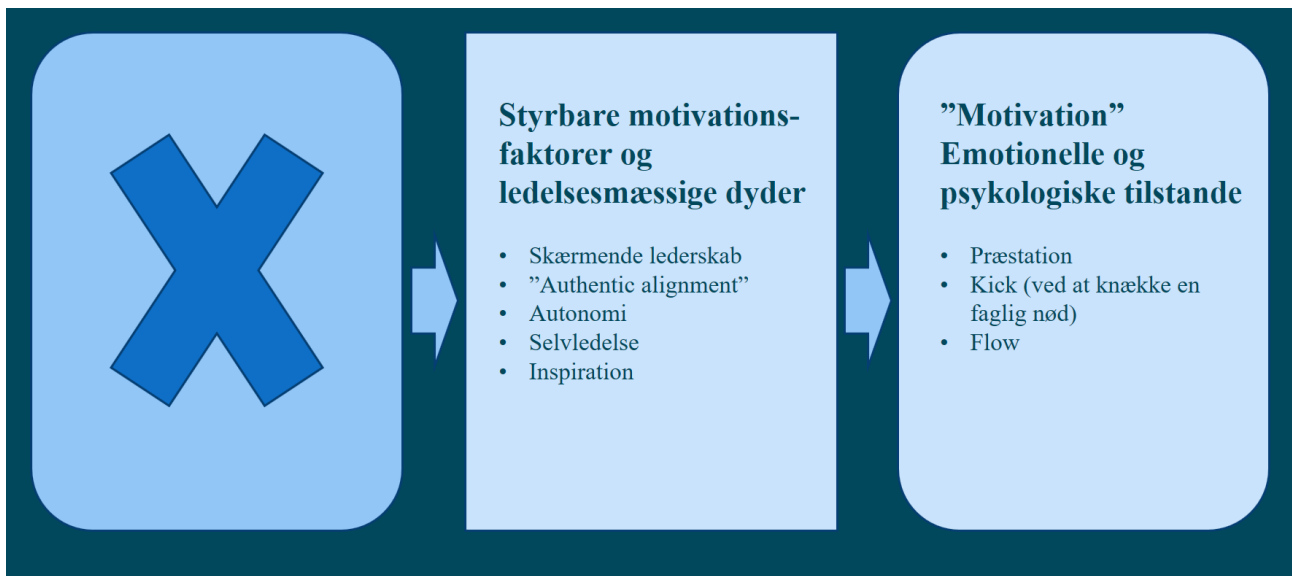 Styrbare motivations-
faktorer og
ledelsesmæssige dyder
• Skærmende lederskab
• ”Authentic alignment”
• Autonomi
• Selvledelse
• Inspiration
”Motivation”
Emotionelle og
psykologiske tilstande
• Præstation
• Kick (ved at knække en
faglig nød)
• Flow